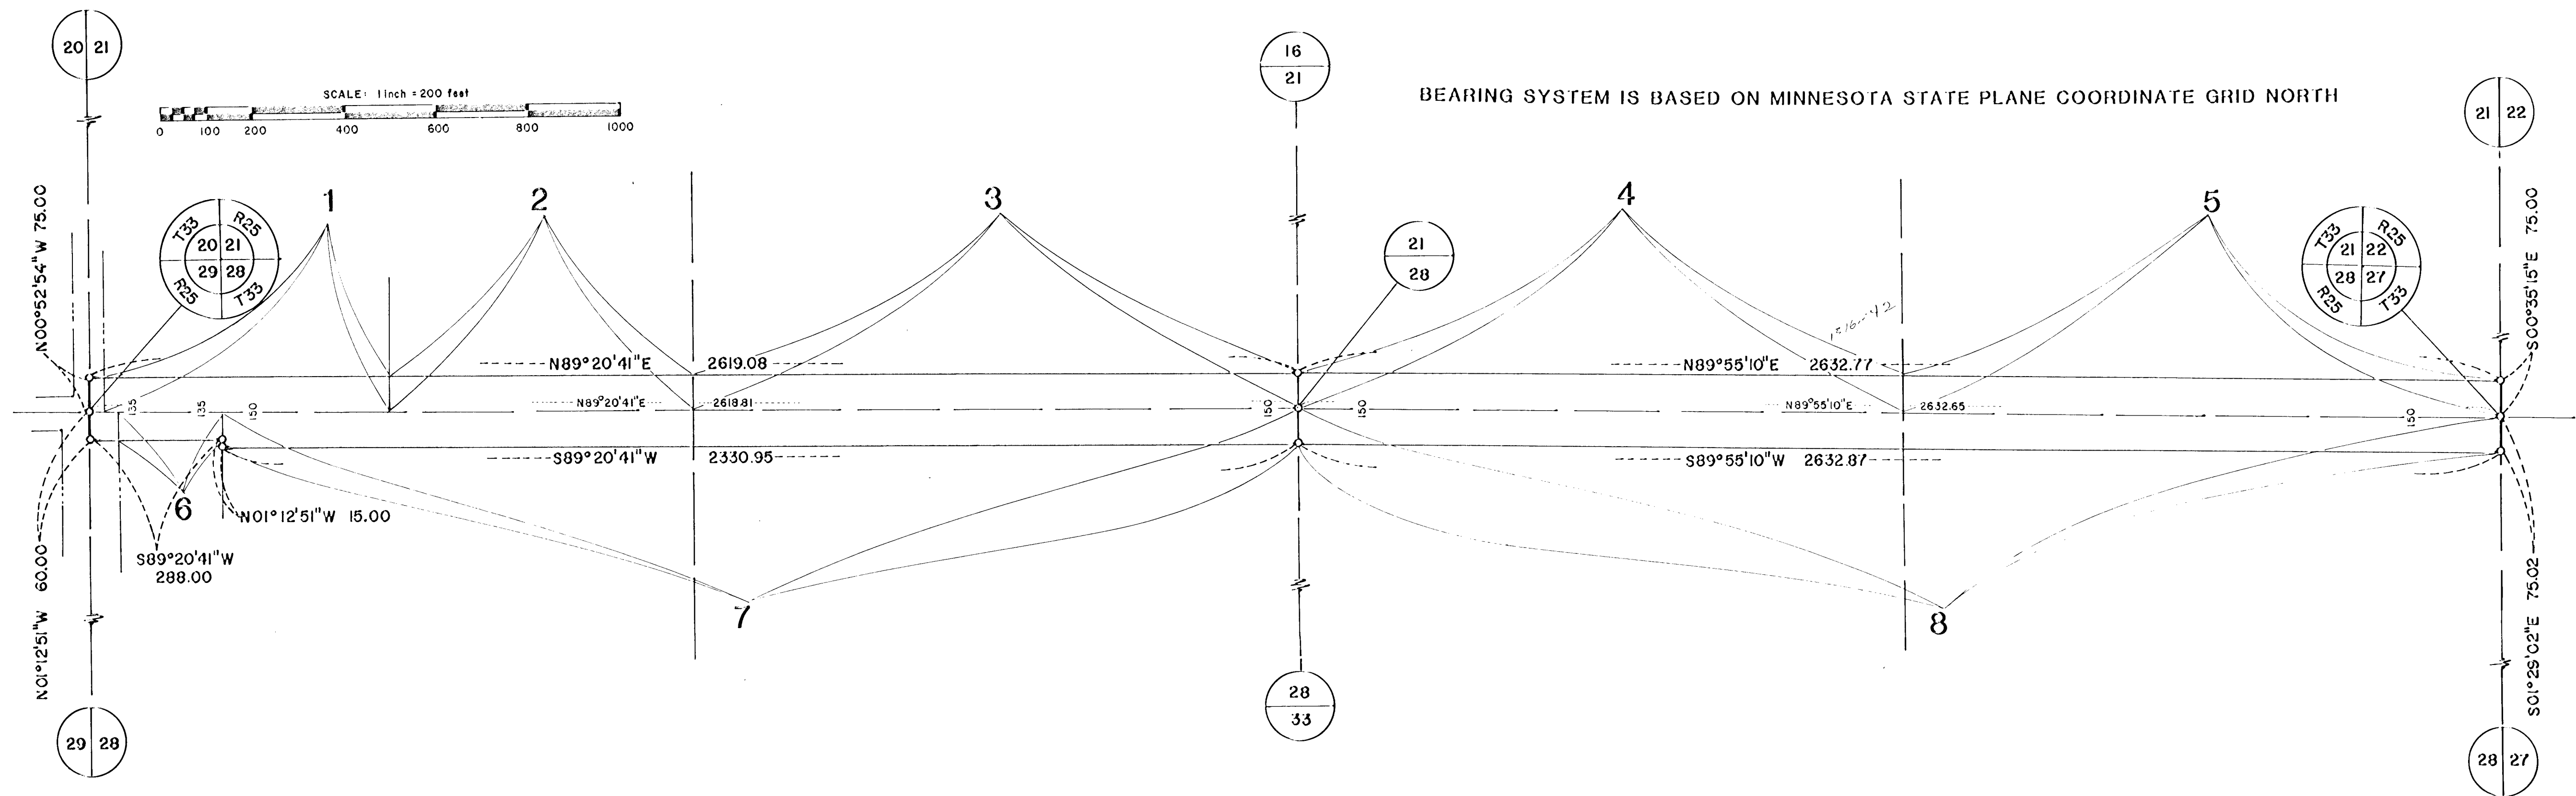 20 21
16
21
21 22
SCALE: 1 inch = 200 feet
0 100 200 400 600 800 1000
BEARING SYSTEM IS BASED ON MINNESOTA STATE PLANE COORDINATE GRID NORTH
1
2
3
4
5
N00°52'54"W 75.00
T33 R25
20 21
29 28
R25 T33
21
28
T33 R25
21 22
28 27
R25 T33
S00°35'15"E 75.00
N89°20'41"E 2619.08
N89°55'10"E 2632.77
135
135
150
N89°20'41"E 2618.81
150
150
N89°55'10"E 2632.65
150
S89°20'41"W 2330.95
S89°55'10"W 2632.87
6
N01°12'51"W 15.00
S89°20'41"W
288.00
N01°12'51"W 60.00
7
8
S01°29'02"E 75.02
29 28
28
33
28 27